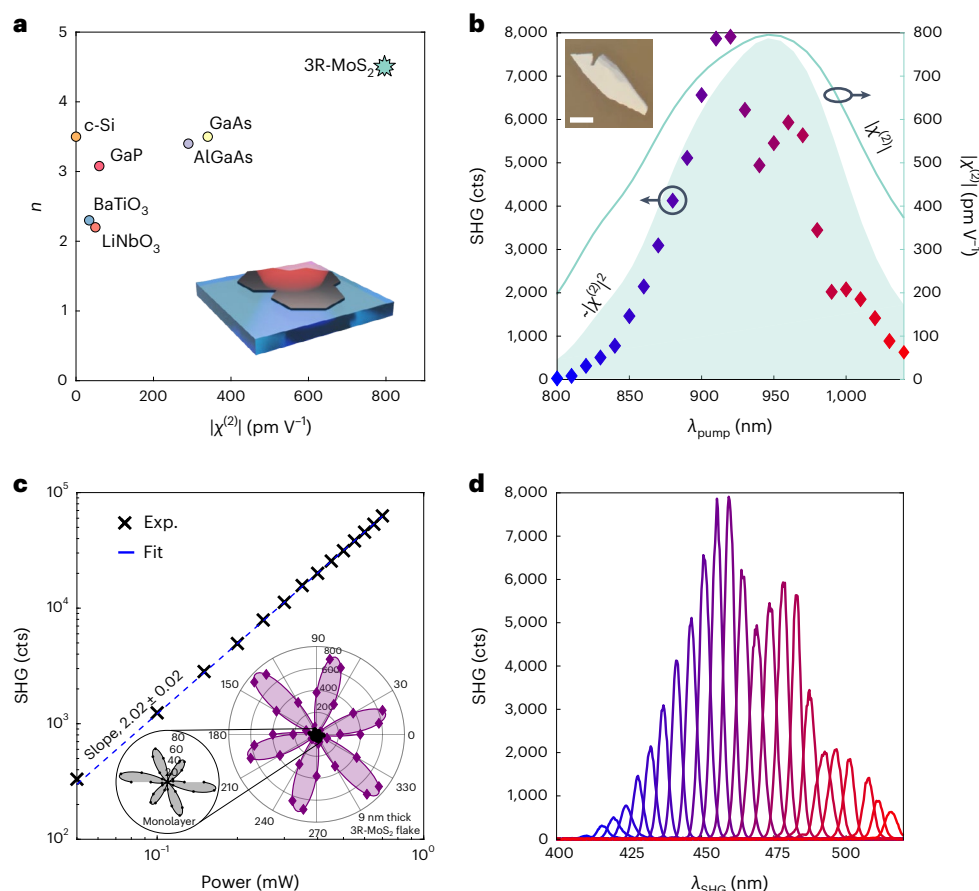 a
5
4
3
2
1
0
n
3R-MoS₂
c-Si
GaAs
GaP
AlGaAs
BaTiO₃
LiNbO₃
0
200
400
600
800
|χ⁽²⁾| (pm V⁻¹)
b
8,000
7,000
6,000
5,000
4,000
3,000
2,000
1,000
0
SHG (cts)
800
700
600
500
400
300
200
100
0
|χ⁽²⁾| (pm V⁻¹)
|χ⁽²⁾|
~|χ⁽²⁾|²
800
850
900
950
1,000
λpump (nm)
c
10⁵
10⁴
10³
10²
SHG (cts)
Exp.
Fit
Slope, 2.02 ± 0.02
90
800
600
400
200
150
30
180
0
210
330
240
270
80
60
40
20
Monolayer
9 nm thick
3R-MoS₂ flake
10⁻¹
10⁰
Power (mW)
d
8,000
7,000
6,000
5,000
4,000
3,000
2,000
1,000
0
SHG (cts)
400
425
450
475
500
λSHG (nm)